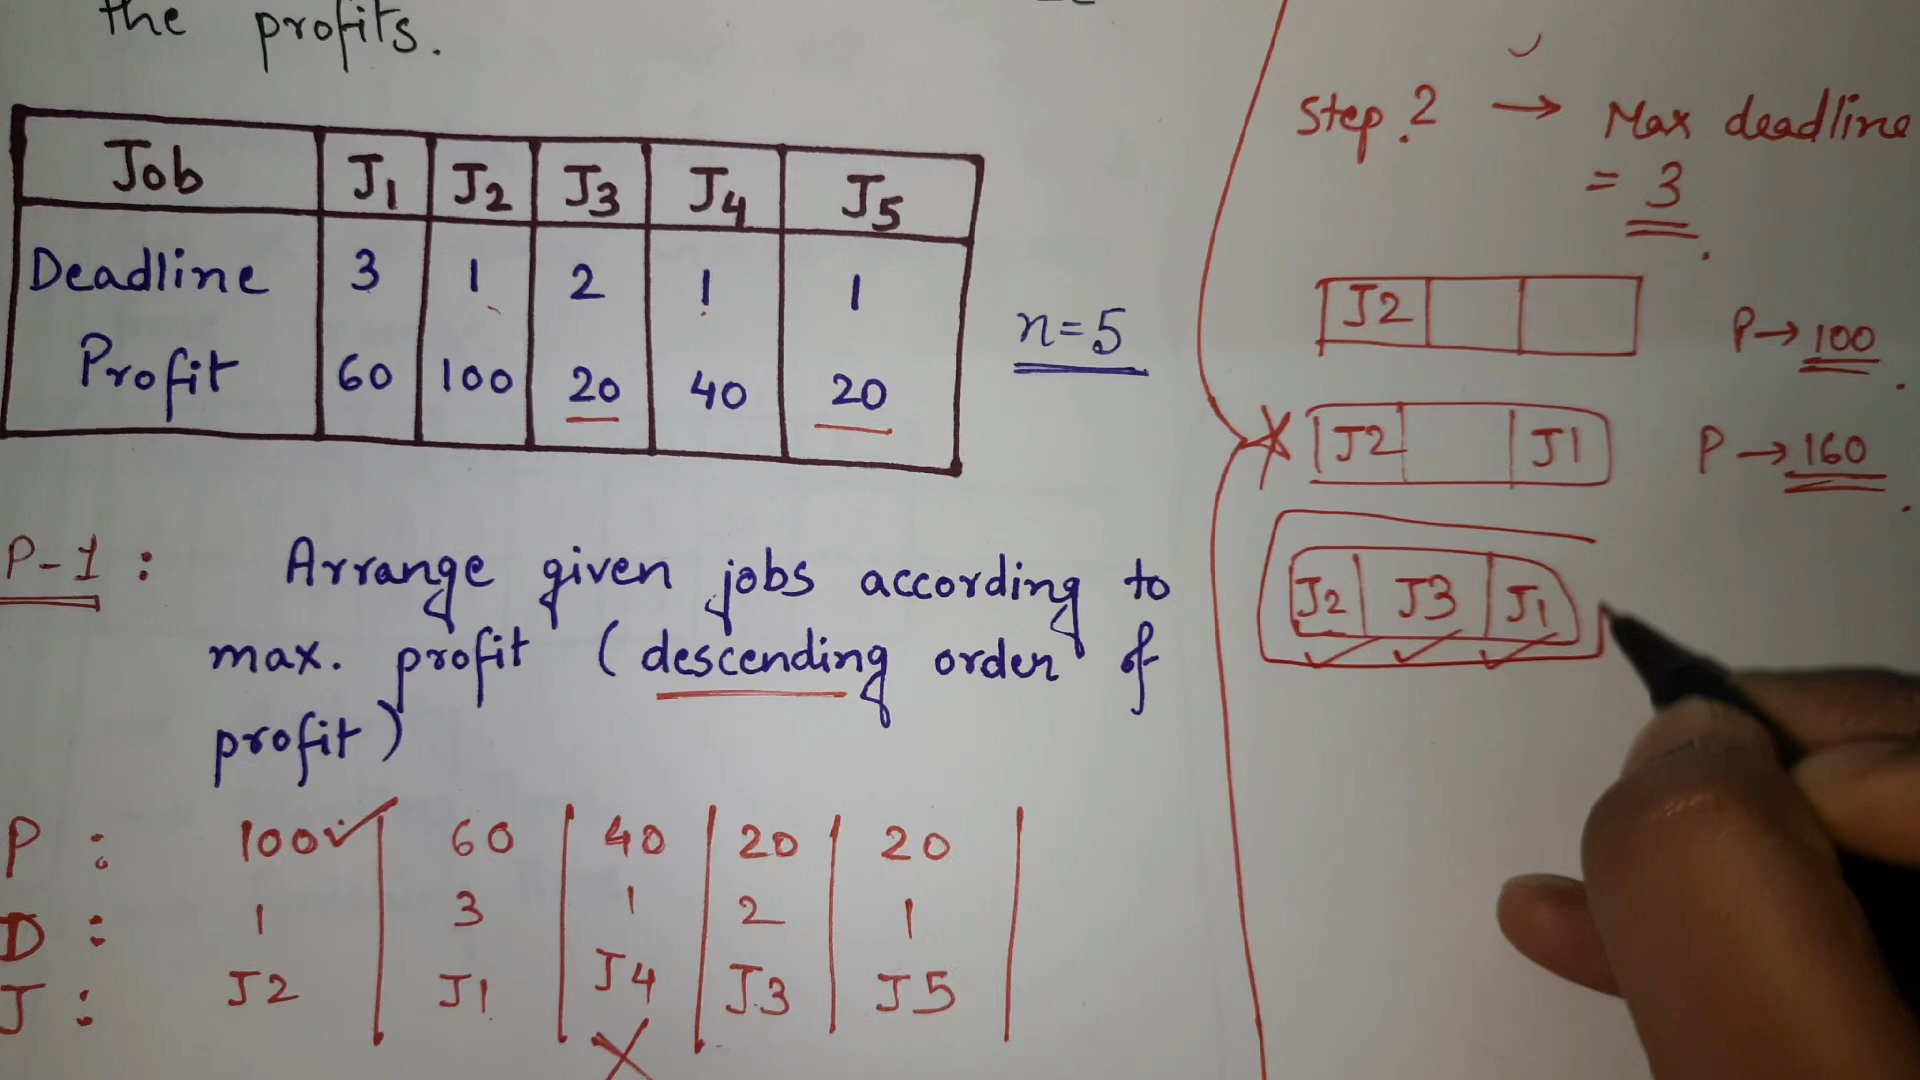 the profits.
Job J1 J2 J3 J4 J5
Deadline 3 1 2 1 1
Profit 60 100 20 40 20
n=5
P-1 : Arrange given jobs according to
max. profit (descending order of
profit)
P : 100 60 40 20 20
D : 1 3 1 2 1
J : J2 J1 J4 J3 J5
Step.2 → Max deadline
= 3
J2
P→100
J2 J1
P→160
J2 J3 J1